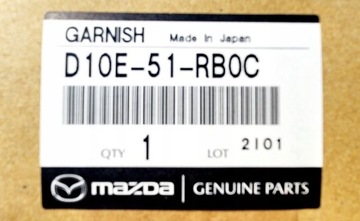 GARNISH Made In Japan
D10E-51-RB0C
QTY 1 LOT 2101
mazda GENUINE PARTS